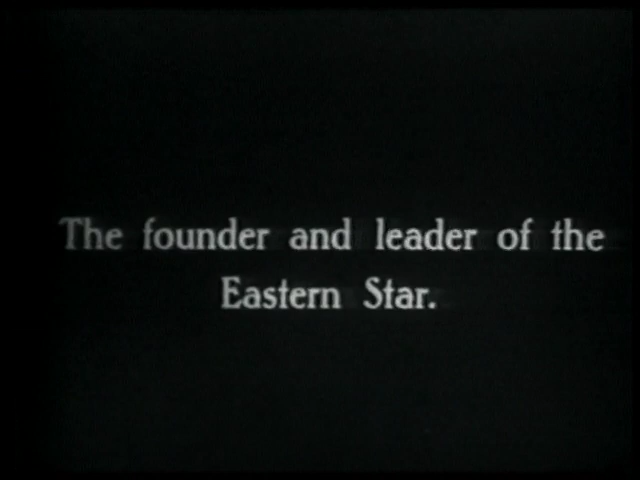 The founder and leader of the
Eastern Star.